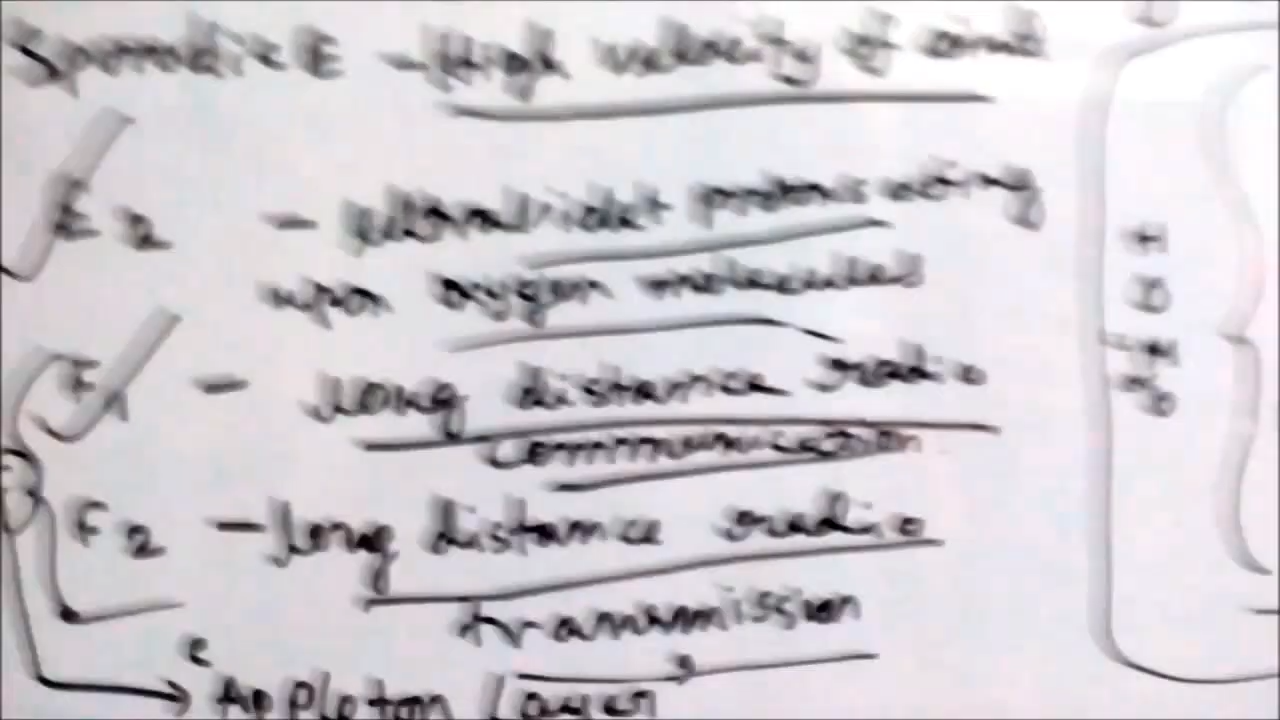 Sporadic E - High velocity of wind
E2 - ultraviolet protons acting
upon oxygen molecules
F1 - long distance radio
communication
F2 - long distance radio
transmission
Appleton Layer